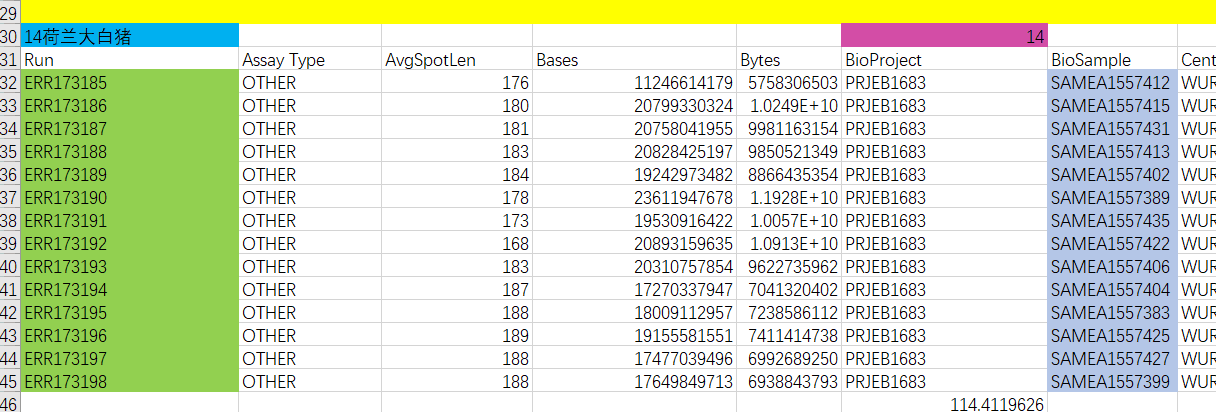 29
30 14荷兰大白猪 14
31 Run Assay Type AvgSpotLen Bases Bytes BioProject BioSample Cent
32 ERR173185 OTHER 176 11246614179 5758306503 PRJEB1683 SAMEA1557412 WUR
33 ERR173186 OTHER 180 20799330324 1.0249E+10 PRJEB1683 SAMEA1557415 WUR
34 ERR173187 OTHER 181 20758041955 9981163154 PRJEB1683 SAMEA1557431 WUR
35 ERR173188 OTHER 183 20828425197 9850521349 PRJEB1683 SAMEA1557413 WUR
36 ERR173189 OTHER 184 19242973482 8866435354 PRJEB1683 SAMEA1557402 WUR
37 ERR173190 OTHER 178 23611947678 1.1928E+10 PRJEB1683 SAMEA1557389 WUR
38 ERR173191 OTHER 173 19530916422 1.0057E+10 PRJEB1683 SAMEA1557435 WUR
39 ERR173192 OTHER 168 20893159635 1.0913E+10 PRJEB1683 SAMEA1557422 WUR
40 ERR173193 OTHER 183 20310757854 9622735962 PRJEB1683 SAMEA1557406 WUR
41 ERR173194 OTHER 187 17270337947 7041320402 PRJEB1683 SAMEA1557404 WUR
42 ERR173195 OTHER 188 18009112957 7238586112 PRJEB1683 SAMEA1557383 WUR
43 ERR173196 OTHER 189 19155581551 7411414738 PRJEB1683 SAMEA1557425 WUR
44 ERR173197 OTHER 188 17477039496 6992689250 PRJEB1683 SAMEA1557427 WUR
45 ERR173198 OTHER 188 17649849713 6938843793 PRJEB1683 SAMEA1557399 WUR
46 114.4119626